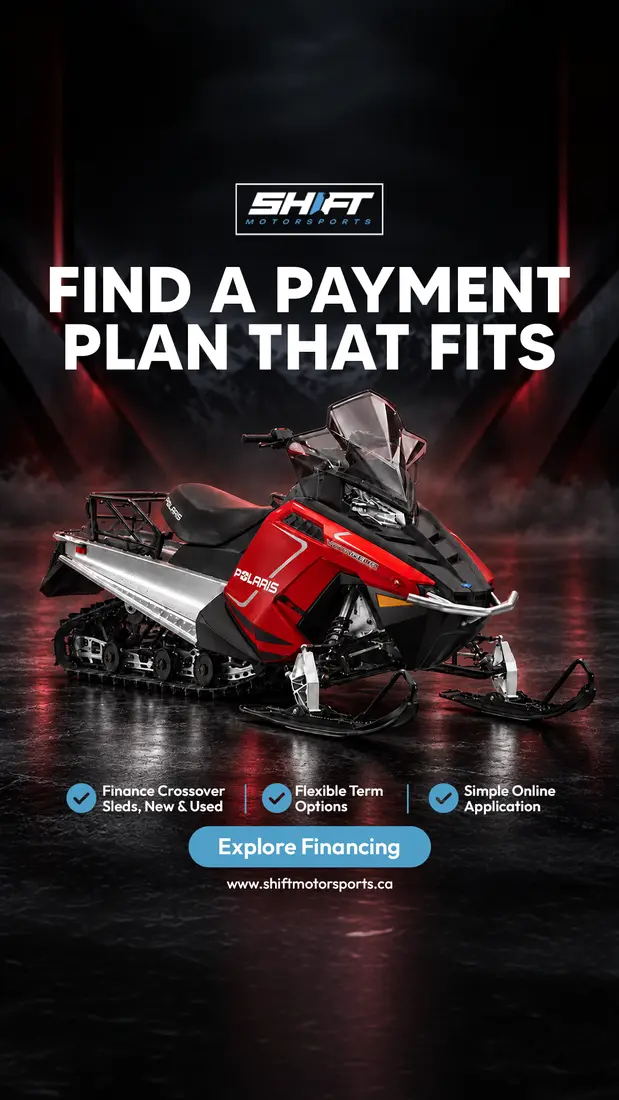 SHIFT
MOTORSPORTS
FIND A PAYMENT
PLAN THAT FITS
POLARIS
POLARIS
Finance Crossover
Sleds, New & Used
Flexible Term
Options
Simple Online
Application
Explore Financing
www.shiftmotorsports.ca